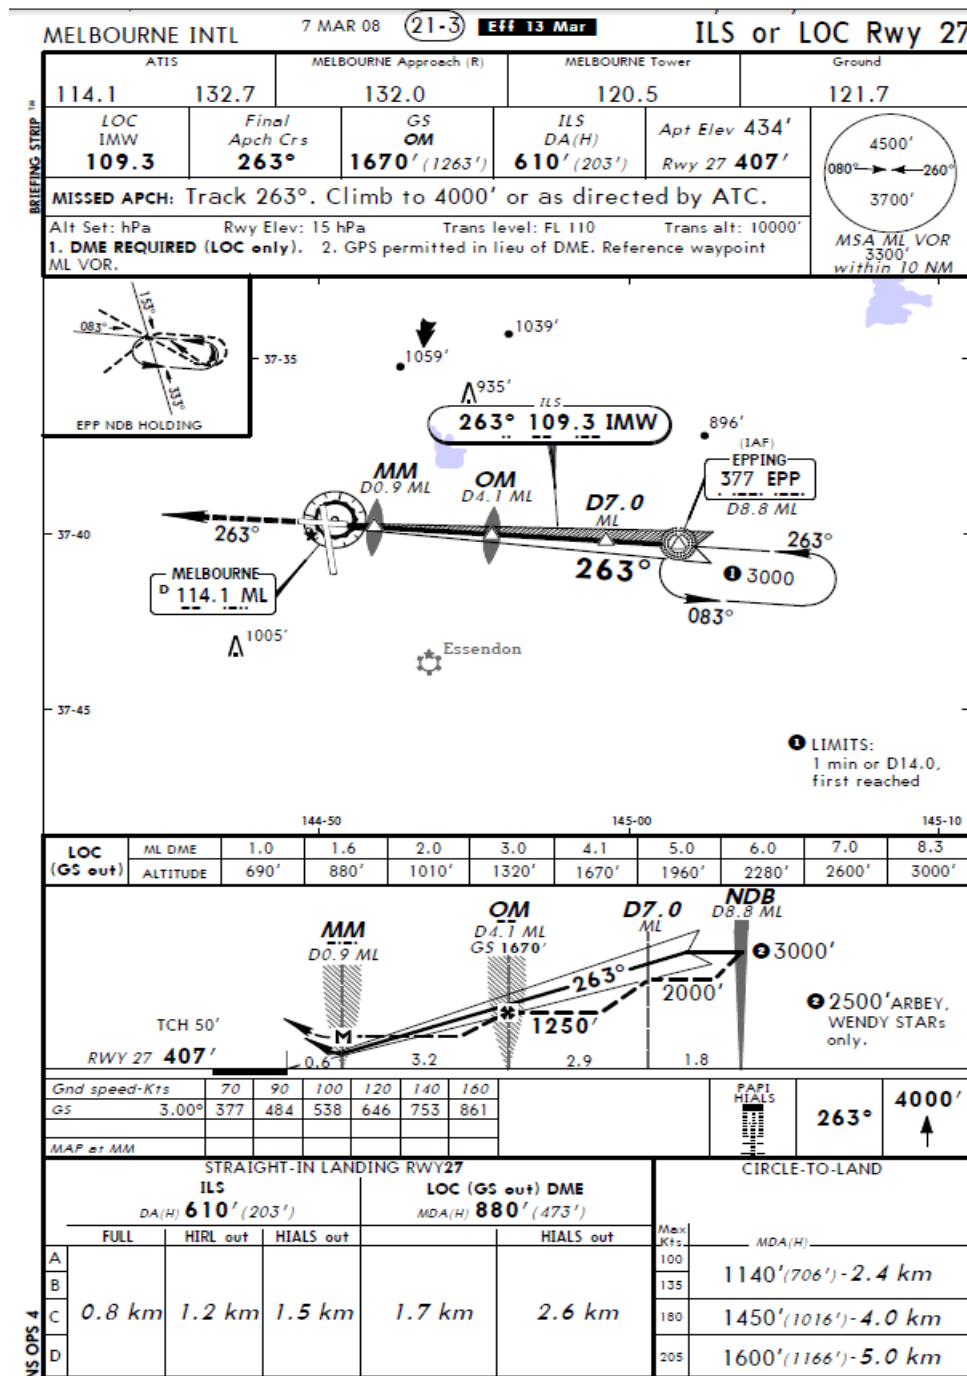 MELBOURNE INTL 7 MAR 08 21-3 Eff 13 Mar ILS or LOC Rwy 27
ATIS MELBOURNE Approach (R) MELBOURNE Tower Ground
114.1 132.7 132.0 120.5 121.7
BRIEFING STRIP TM
LOC Final GS ILS
IMW Apch Crs OM DA(H) Apt Elev 434'
109.3 263° 1670' (1263') 610' (203') Rwy 27 407'
4500'
080° 260°
3700'
MISSED APCH: Track 263°. Climb to 4000' or as directed by ATC.
Alt Set: hPa Rwy Elev: 15 hPa Trans level: FL 110 Trans alt: 10000'
1. DME REQUIRED (LOC only). 2. GPS permitted in lieu of DME. Reference waypoint
ML VOR.
MSA ML VOR
3300'
within 10 NM
153°
083°
333°
EPP NDB HOLDING
37-35
1059'
1039'
935'
ILS
263° 109.3 IMW
896'
(IAF)
EPPING
377 EPP
D8.8 ML
MM
D0.9 ML
OM
D4.1 ML
D7.0
ML
37-40
263°
263°
263°
1 3000
083°
MELBOURNE
D 114.1 ML
1005'
Essendon
37-45
1 LIMITS:
1 min or D14.0,
first reached
144-50 145-00 145-10
LOC (GS out)
ML DME 1.0 1.6 2.0 3.0 4.1 5.0 6.0 7.0 8.3
ALTITUDE 690' 880' 1010' 1320' 1670' 1960' 2280' 2600' 3000'
MM
D0.9 ML
OM
D4.1 ML
GS 1670'
D7.0
ML
NDB
D8.8 ML
2 3000'
263°
2000'
1250'
2 2500' ARBEY,
WENDY STARs
only.
TCH 50'
M
RWY 27 407'
0.6 3.2 2.9 1.8
Gnd speed-Kts 70 90 100 120 140 160
GS 3.00° 377 484 538 646 753 861
MAP at MM
PAPI
HIALS
263°
4000'
STRAIGHT-IN LANDING RWY27 CIRCLE-TO-LAND
ILS LOC (GS out) DME
DA(H) 610' (203') MDA(H) 880' (473')
FULL HIRL out HIALS out HIALS out
Max
Kts MDA(H)
A 100
B 135
1140' (706') - 2.4 km
C 180 1450' (1016') - 4.0 km
D 205 1600' (1166') - 5.0 km
0.8 km 1.2 km 1.5 km 1.7 km 2.6 km
NS OPS 4